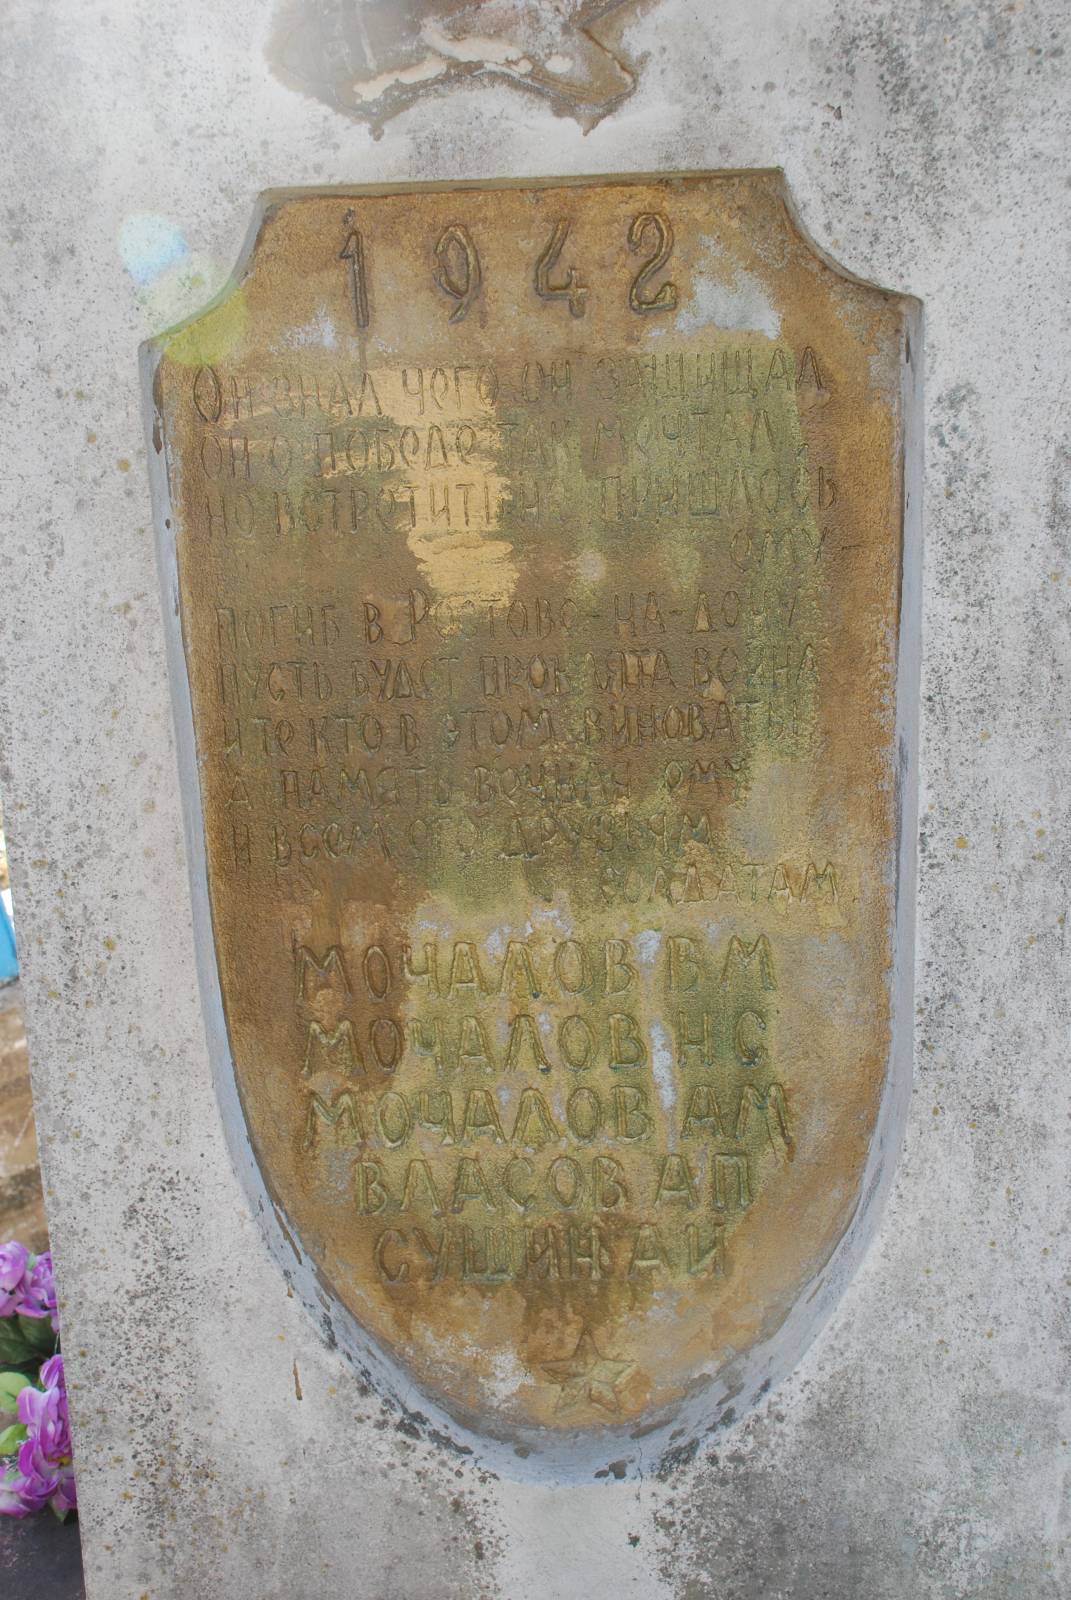 1942
Он знал чего он защищал
он о победе так мечтал
но встретить не пришлось
ему
погиб в Ростове-на-Дону
пусть будет проклята война
и те кто в этом виноваты
а память вечная ему
и всем его друзьям
солдатам
МОЧАЛОВ В М
МОЧАЛОВ Н С
МОЧАЛОВ А М
ВЛАСОВ А П
СУШИН А И